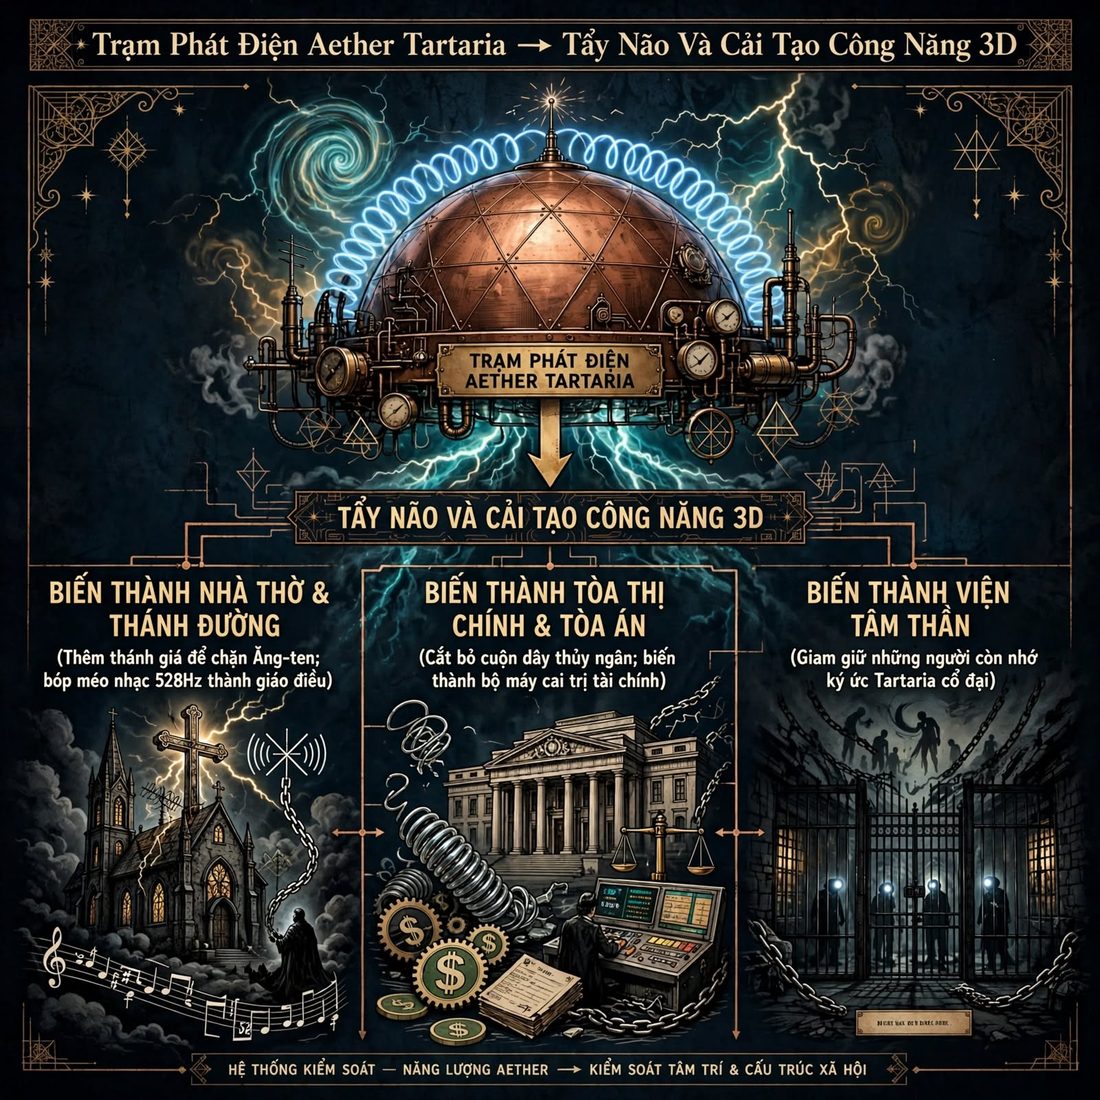 Trạm Phát Điện Aether Tartaria → Tẩy Não Và Cải Tạo Công Năng 3D
TRẠM PHÁT ĐIỆN
AETHER TARTARIA
TẨY NÃO VÀ CẢI TẠO CÔNG NĂNG 3D
BIẾN THÀNH NHÀ THỜ &
THÁNH ĐƯỜNG
(Thêm thánh giá để chặn Ăng-ten;
bóp méo nhạc 528Hz thành giáo điều)
BIẾN THÀNH TÒA THỊ
CHÍNH & TÒA ÁN
(Cắt bỏ cuộn dây thủy ngân; biến
thành bộ máy cai trị tài chính)
BIẾN THÀNH VIỆN
TÂM THẦN
(Giam giữ những người còn nhớ
ký ức Tartaria cổ đại)
HỆ THỐNG KIỂM SOÁT — NĂNG LƯỢNG AETHER → KIỂM SOÁT TÂM TRÍ & CẤU TRÚC XÃ HỘI